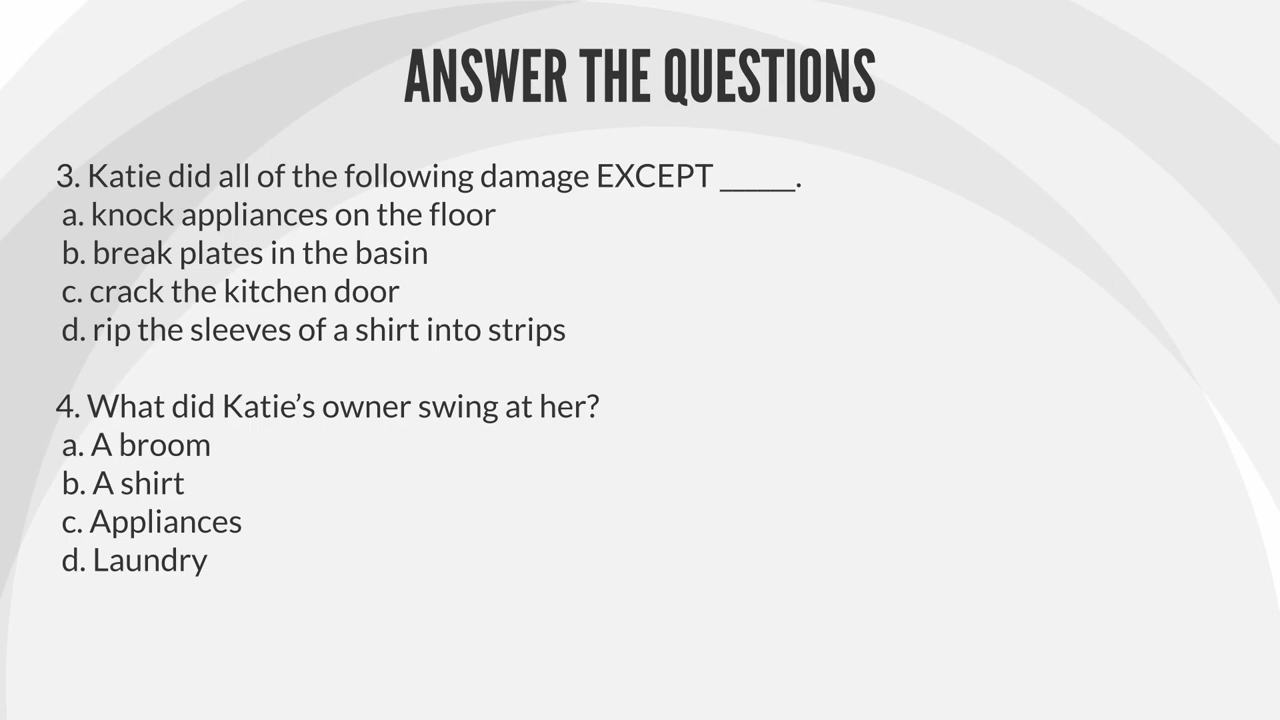 ANSWER THE QUESTIONS
3. Katie did all of the following damage EXCEPT _____.
a. knock appliances on the floor
b. break plates in the basin
c. crack the kitchen door
d. rip the sleeves of a shirt into strips
4. What did Katie’s owner swing at her?
a. A broom
b. A shirt
c. Appliances
d. Laundry